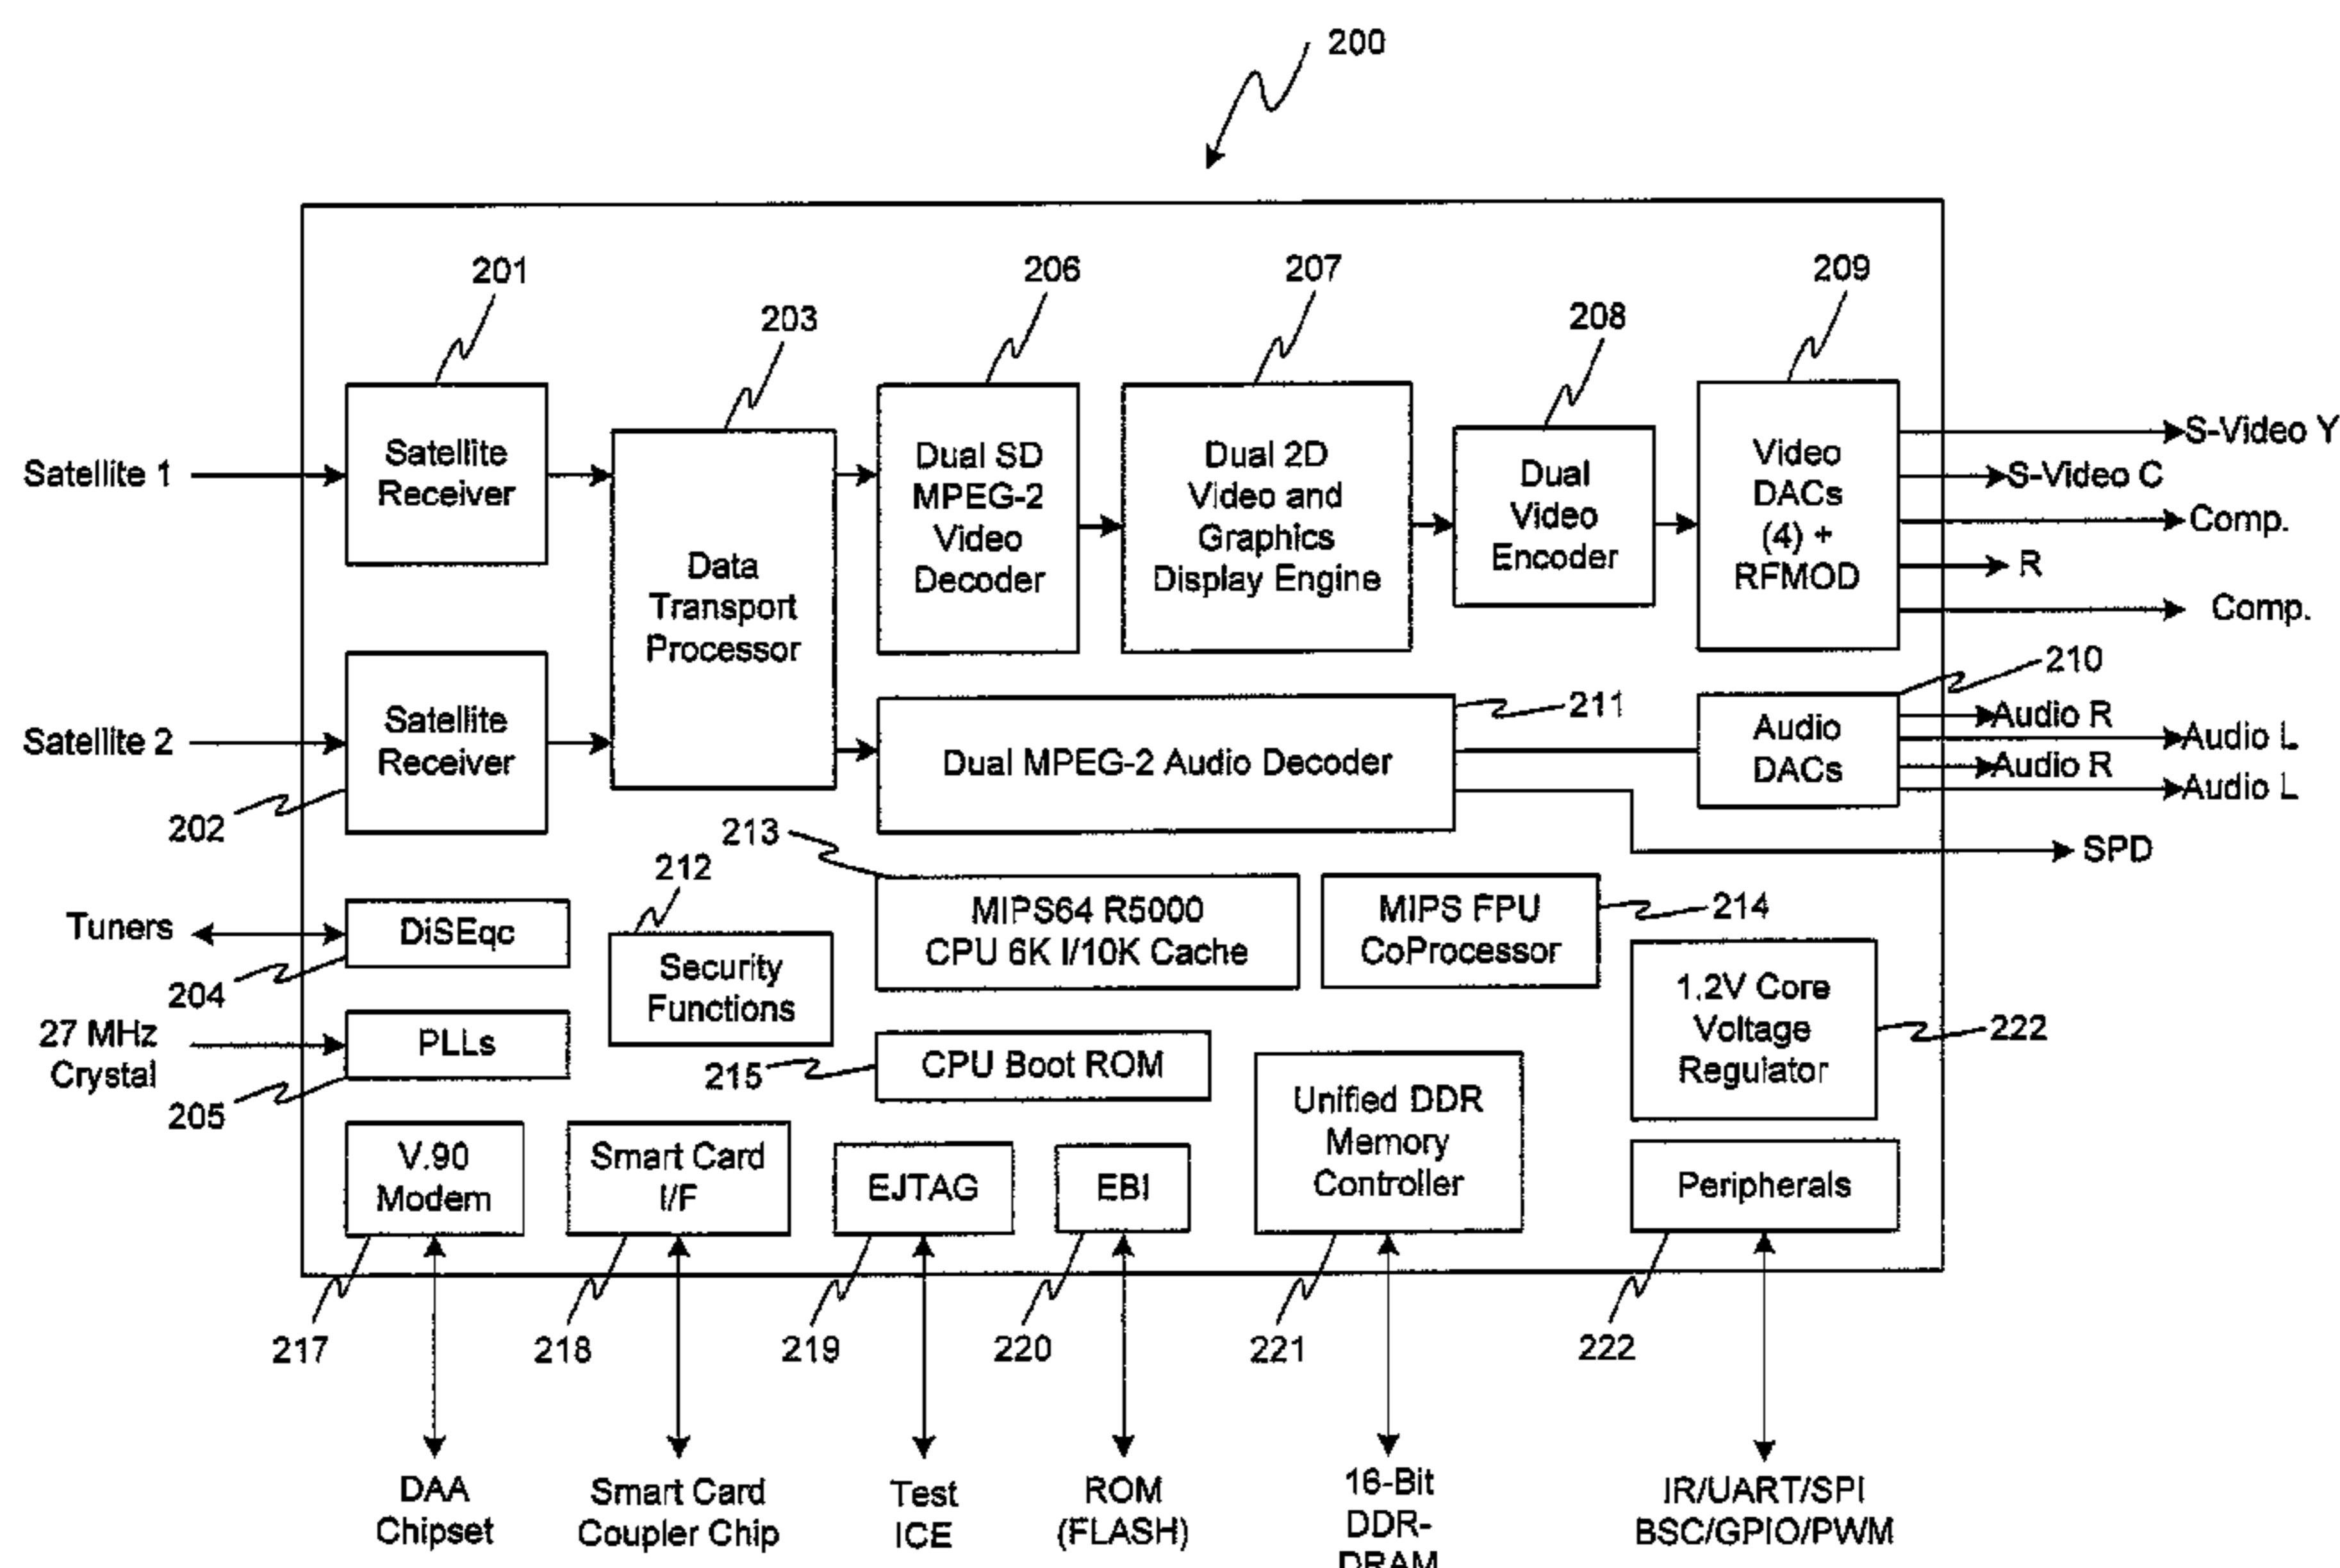 200
201
206
207
209
203
208
Satellite 1
Satellite
Receiver
Data
Transport
Processor
Dual SD
MPEG-2
Video
Decoder
Dual 2D
Video and
Graphics
Display Engine
Dual
Video
Encoder
Video
DACs
(4) +
RFMOD
S-Video Y
S-Video C
Comp.
R
Comp.
210
Satellite 2
Satellite
Receiver
202
Dual MPEG-2 Audio Decoder
211
Audio
DACs
Audio R
Audio L
Audio R
Audio L
SPD
213
212
Tuners
DiSEqc
204
Security
Functions
MIPS64 R5000
CPU 6K I/10K Cache
MIPS FPU
CoProcessor
214
1.2V Core
Voltage
Regulator
222
27 MHz
Crystal
PLLs
205
215
CPU Boot ROM
Unified DDR
Memory
Controller
V.90
Modem
Smart Card
I/F
EJTAG
EBI
Peripherals
217
218
219
220
221
222
DAA
Chipset
Smart Card
Coupler Chip
Test
ICE
ROM
(FLASH)
16-Bit
DDR-
DRAM
IR/UART/SPI
BSC/GPIO/PWM